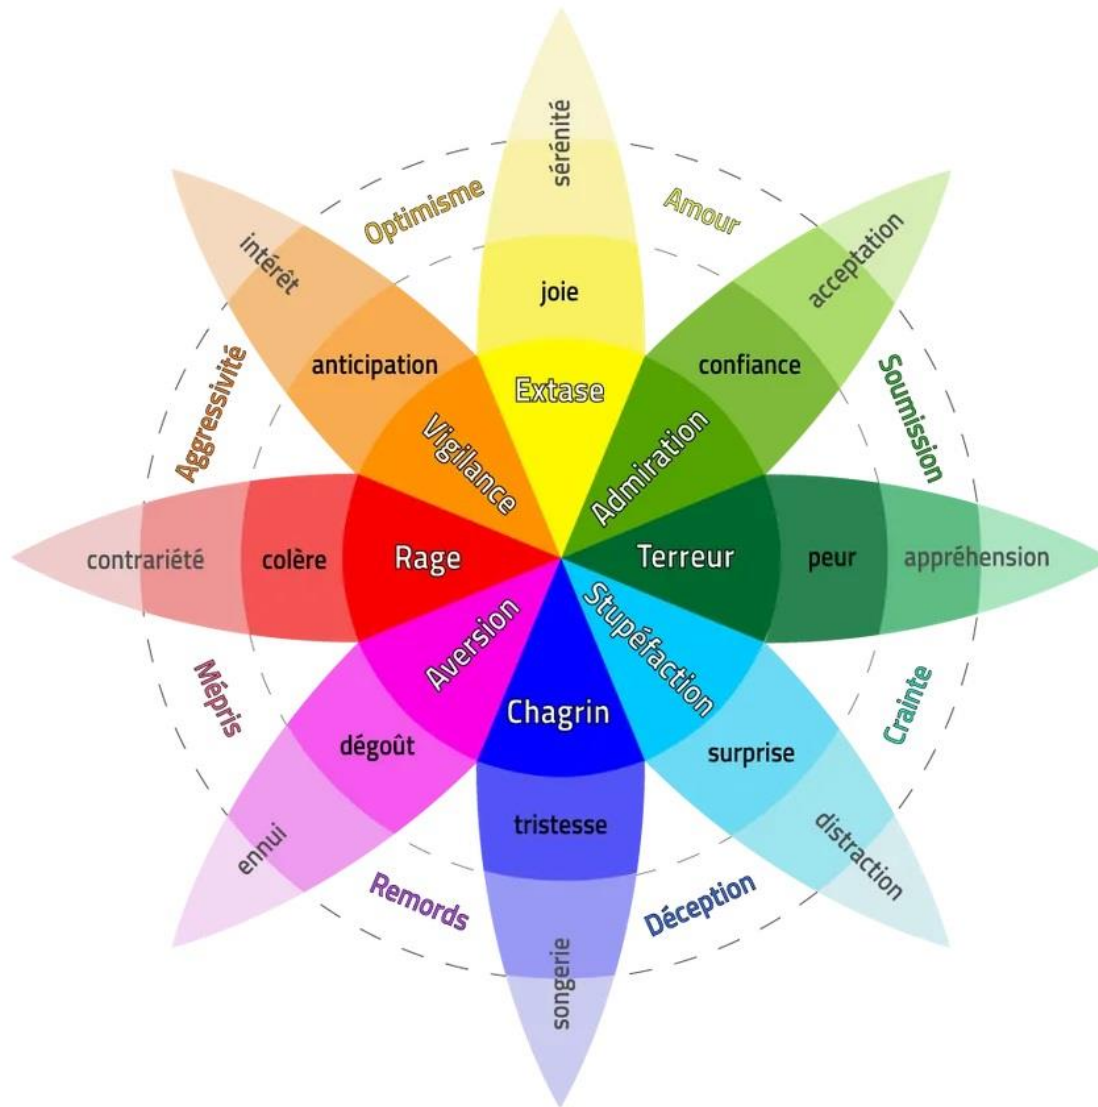 sérénité
Optimisme
Amour
intérêt
acceptation
joie
anticipation
confiance
Extase
Aggressivité
Vigilance
Admiration
Soumission
contrariété
colère
Rage
Terreur
peur
appréhension
Aversion
Stupéfaction
Mépris
Chagrin
Crainte
dégoût
surprise
tristesse
ennui
distraction
Remords
Déception
songerie